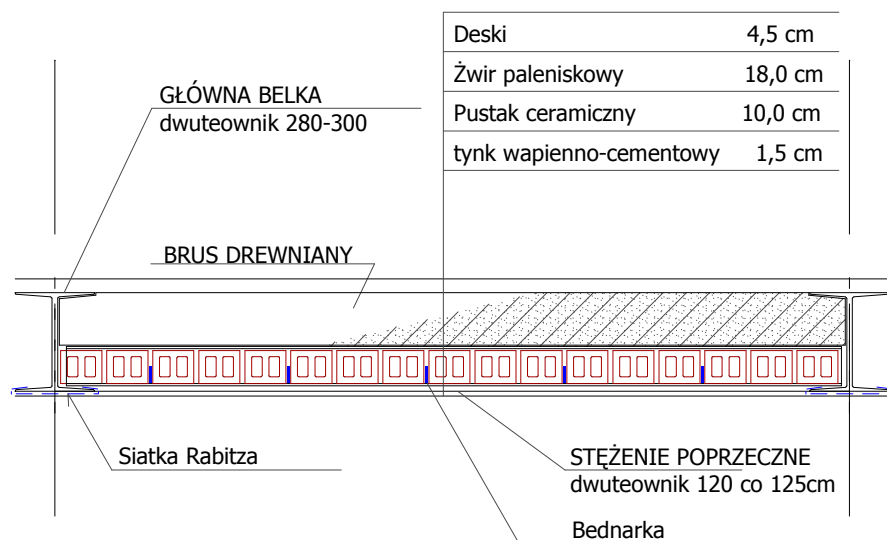 Deski 4,5 cm
Żwir paleniskowy 18,0 cm
Pustak ceramiczny 10,0 cm
tynk wapienno-cementowy 1,5 cm
GŁÓWNA BELKA
dwuteownik 280-300
BRUS DREWNIANY
Siatka Rabitza
STĘŻENIE POPRZECZNE
dwuteownik 120 co 125cm
Bednarka